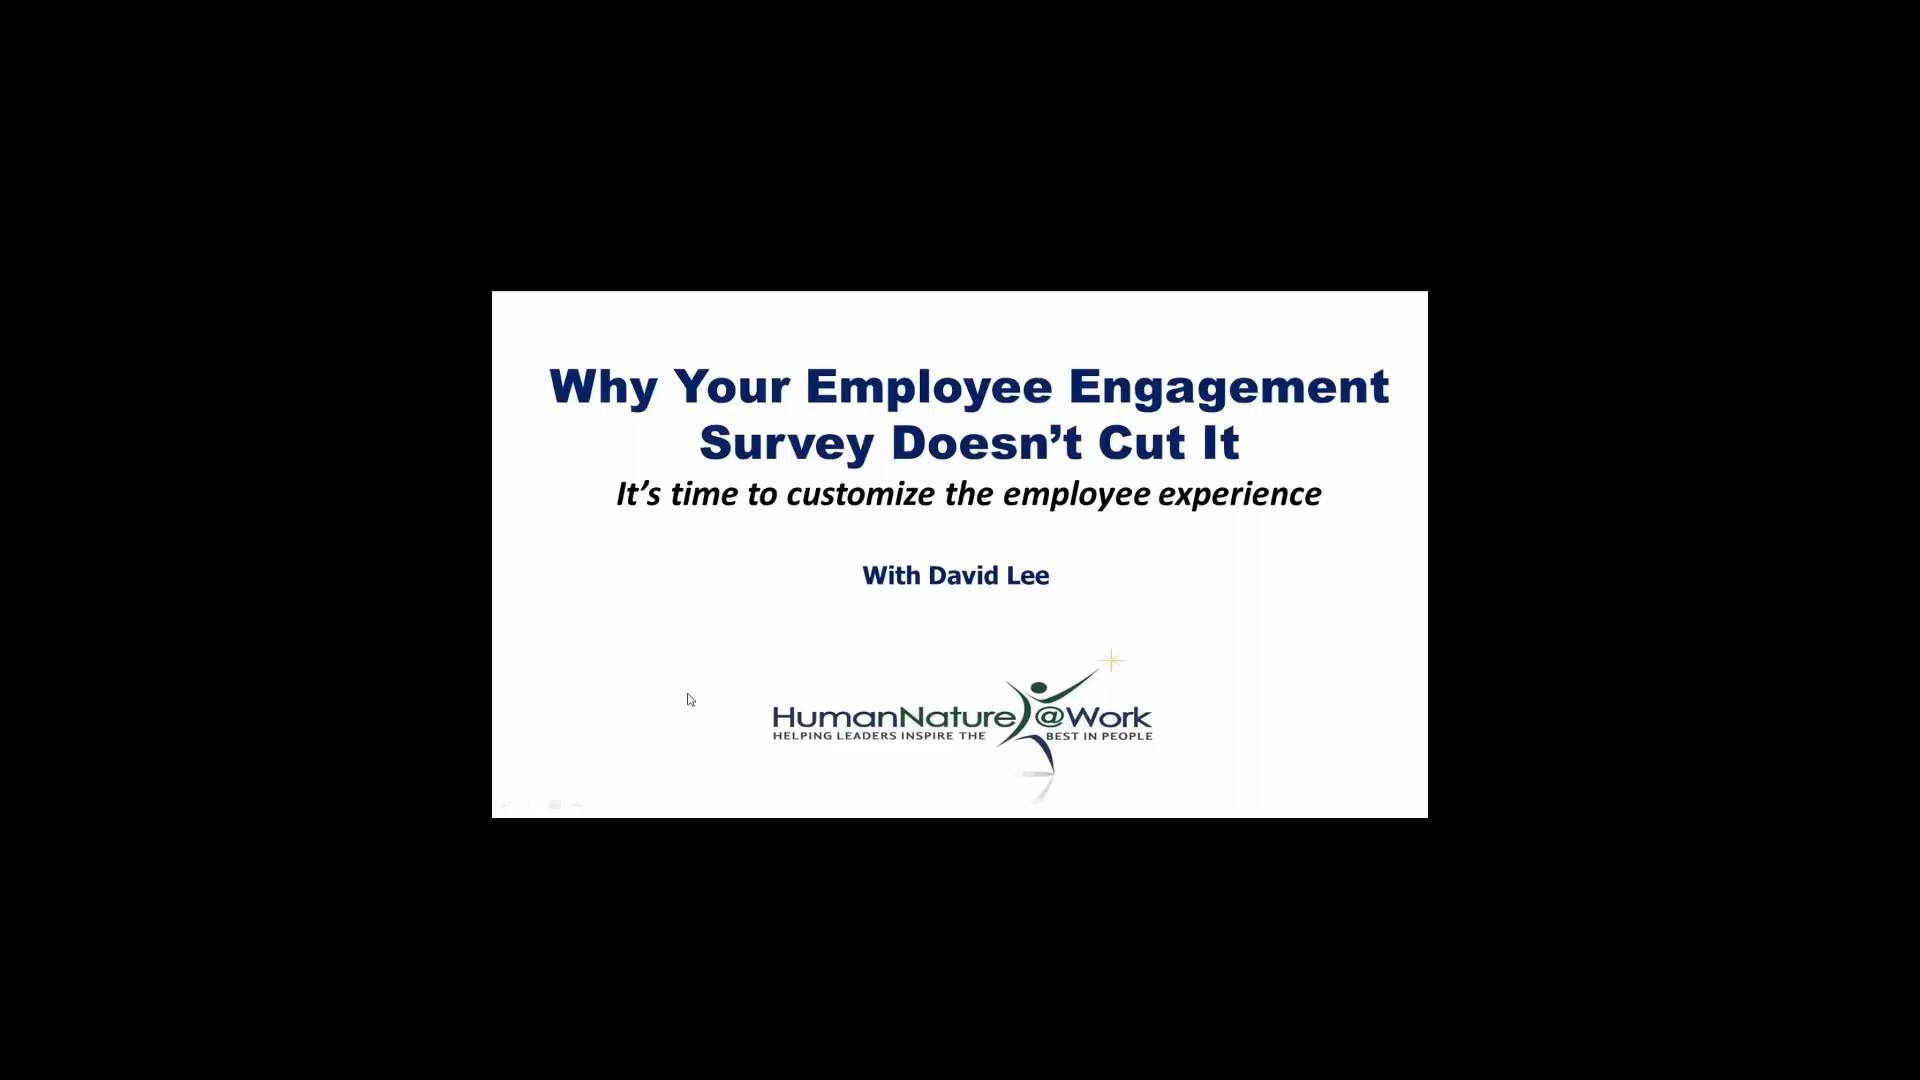 Why Your Employee Engagement
Survey Doesn’t Cut It
It’s time to customize the employee experience
With David Lee
HumanNature@Work
HELPING LEADERS INSPIRE THE BEST IN PEOPLE